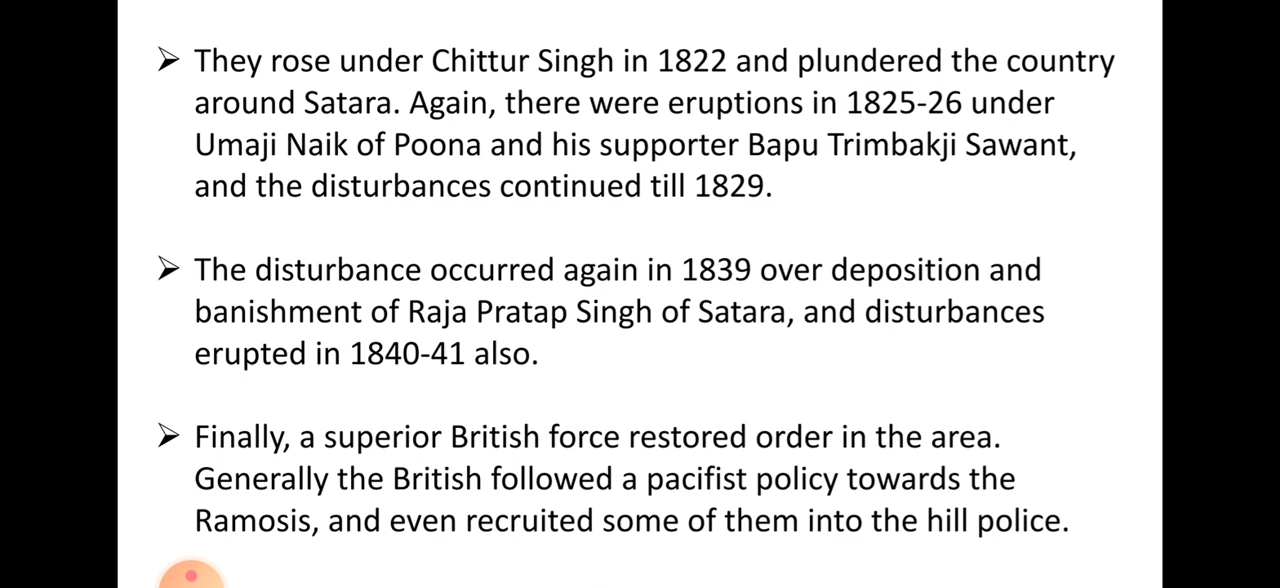 ➢ They rose under Chittur Singh in 1822 and plundered the country
around Satara. Again, there were eruptions in 1825-26 under
Umaji Naik of Poona and his supporter Bapu Trimbakji Sawant,
and the disturbances continued till 1829.
➢ The disturbance occurred again in 1839 over deposition and
banishment of Raja Pratap Singh of Satara, and disturbances
erupted in 1840-41 also.
➢ Finally, a superior British force restored order in the area.
Generally the British followed a pacifist policy towards the
Ramosis, and even recruited some of them into the hill police.